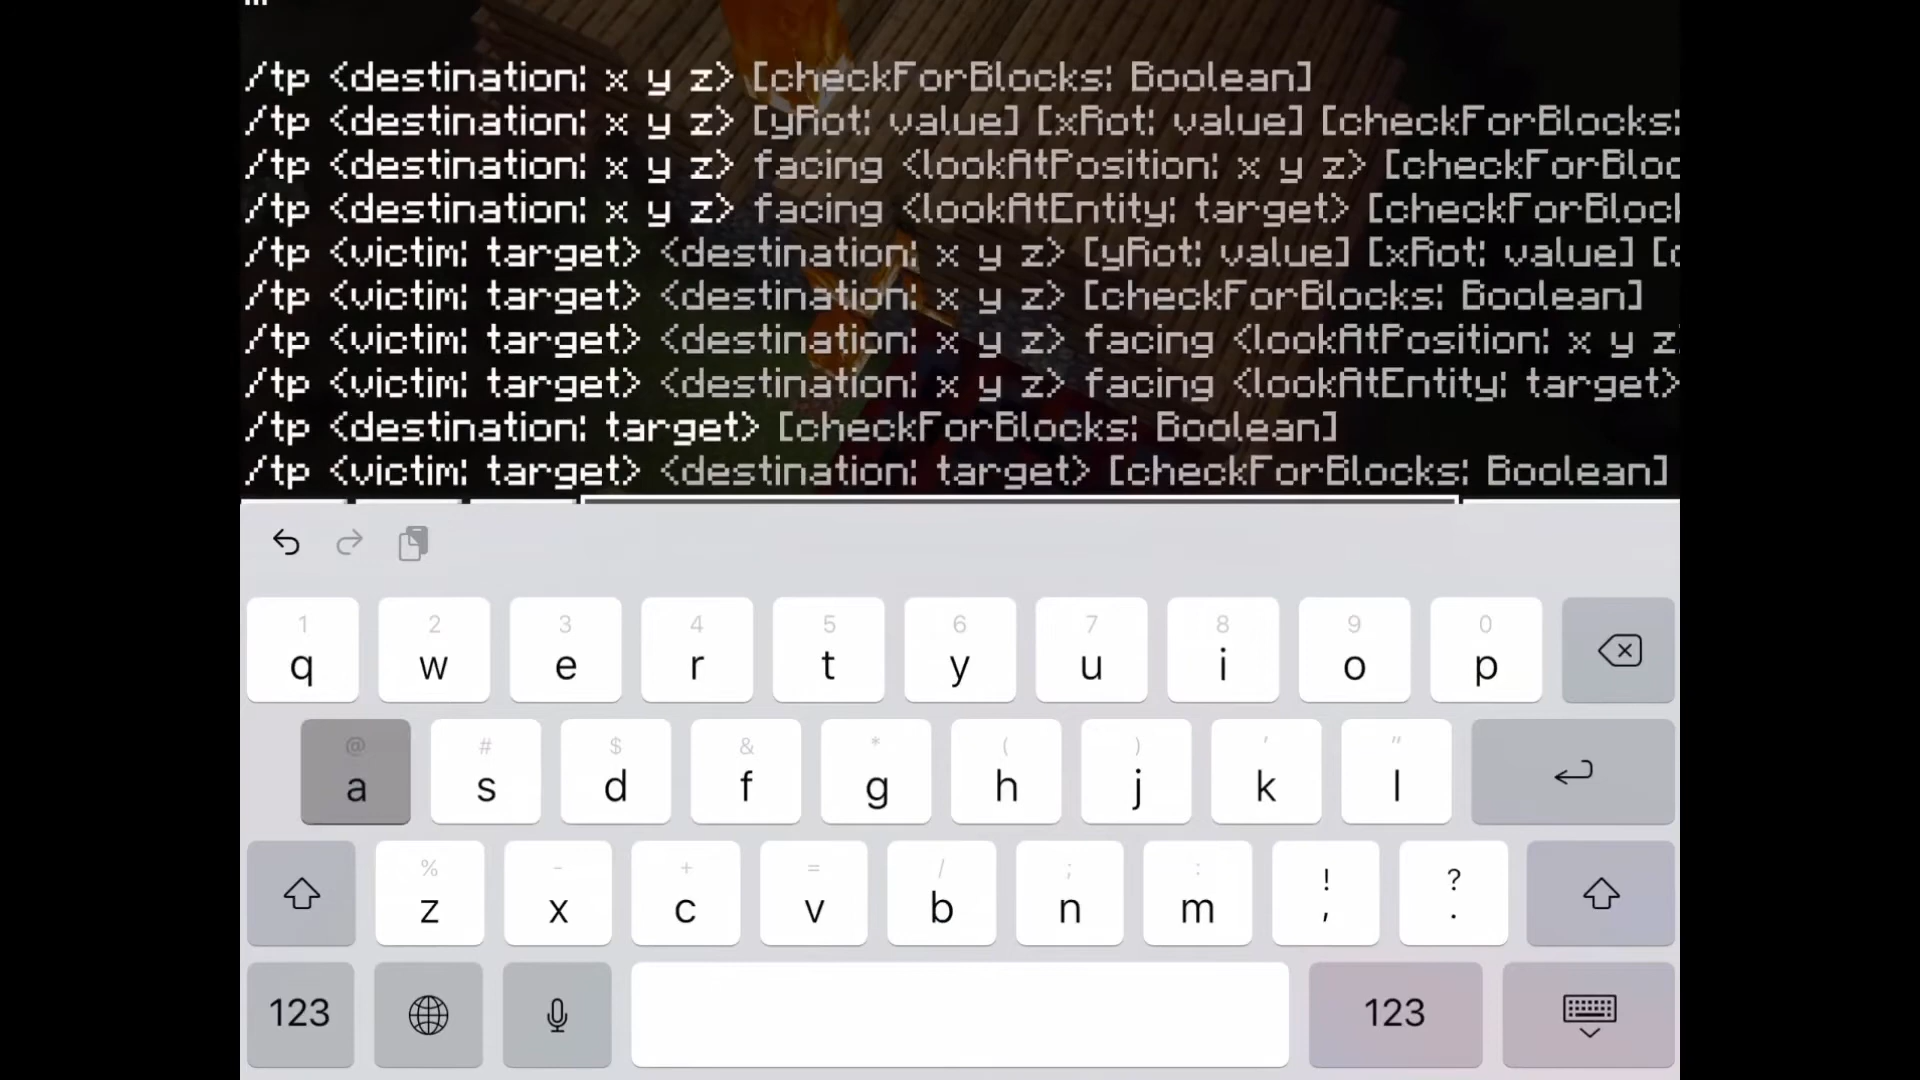 /tp <destination: x y z> [checkForBlocks: Boolean]
/tp <destination: x y z> [yRot: value] [xRot: value] [checkForBlocks:
/tp <destination: x y z> facing <lookAtPosition: x y z> [checkForBloc
/tp <destination: x y z> facing <lookAtEntity: target> [checkForBlock
/tp <victim: target> <destination: x y z> [yRot: value] [xRot: value] [c
/tp <victim: target> <destination: x y z> [checkForBlocks: Boolean]
/tp <victim: target> <destination: x y z> facing <lookAtPosition: x y z
/tp <victim: target> <destination: x y z> facing <lookAtEntity: target>
/tp <destination: target> [checkForBlocks: Boolean]
/tp <victim: target> <destination: target> [checkForBlocks: Boolean]
1 2 3 4 5 6 7 8 9 0
q w e r t y u i o p
@ # $ & * ( ) ' "
a s d f g h j k l
% - + = / ; : ! ?
z x c v b n m , .
123 123